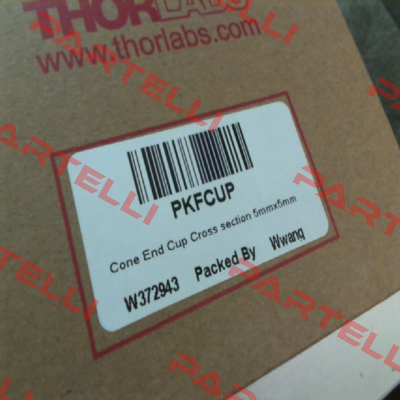 THORLABS
www.thorlabs.com
PKFCUP
Cone End Cup Cross section 5mmx5mm
W372943 Packed By Wwang
PARTELLI
PARTELLI
PARTELLI
PARTELLI
PARTELLI